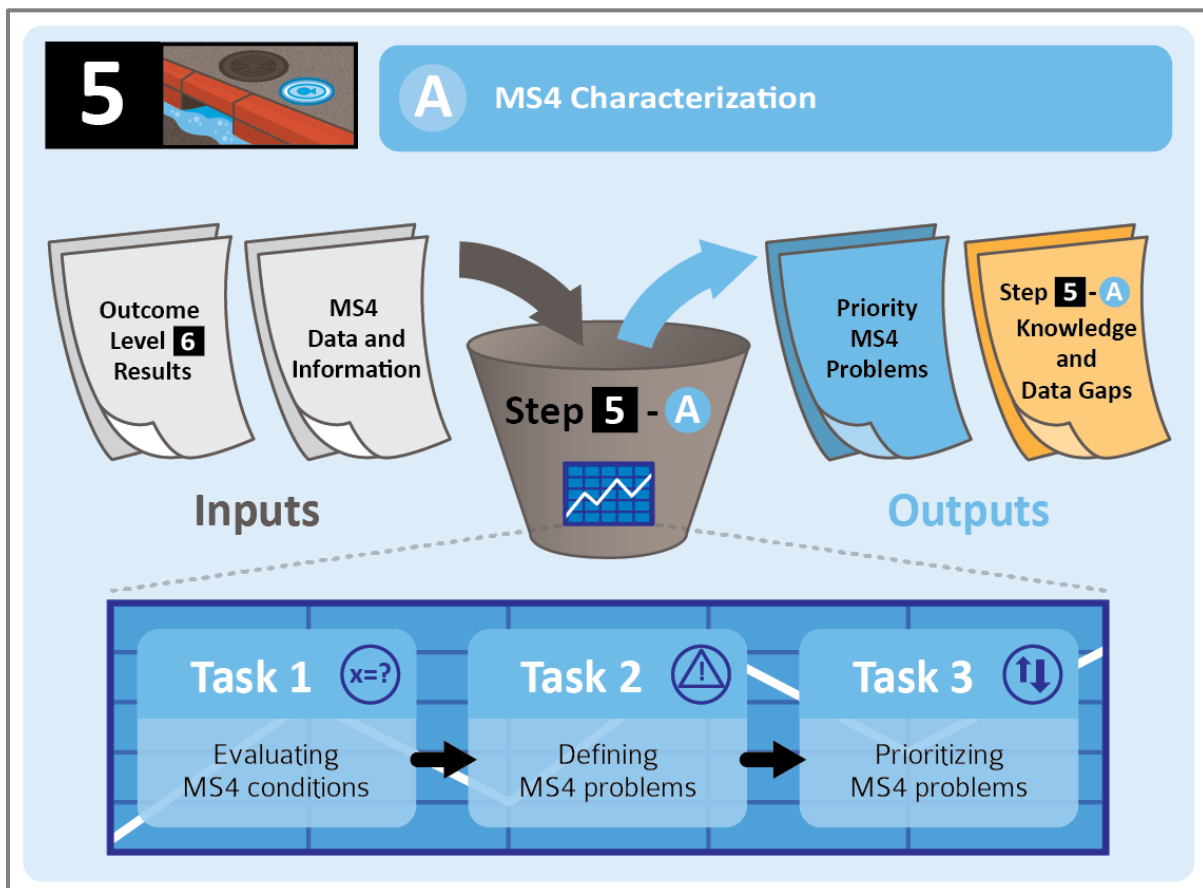 5
A MS4 Characterization
Outcome
Level 6
Results
MS4
Data and
Information
Step 5 - A
Priority
MS4
Problems
Step 5 - A
Knowledge
and
Data Gaps
Inputs
Outputs
Task 1 x=?
Evaluating
MS4 conditions
Task 2 !
Defining
MS4 problems
Task 3
Prioritizing
MS4 problems